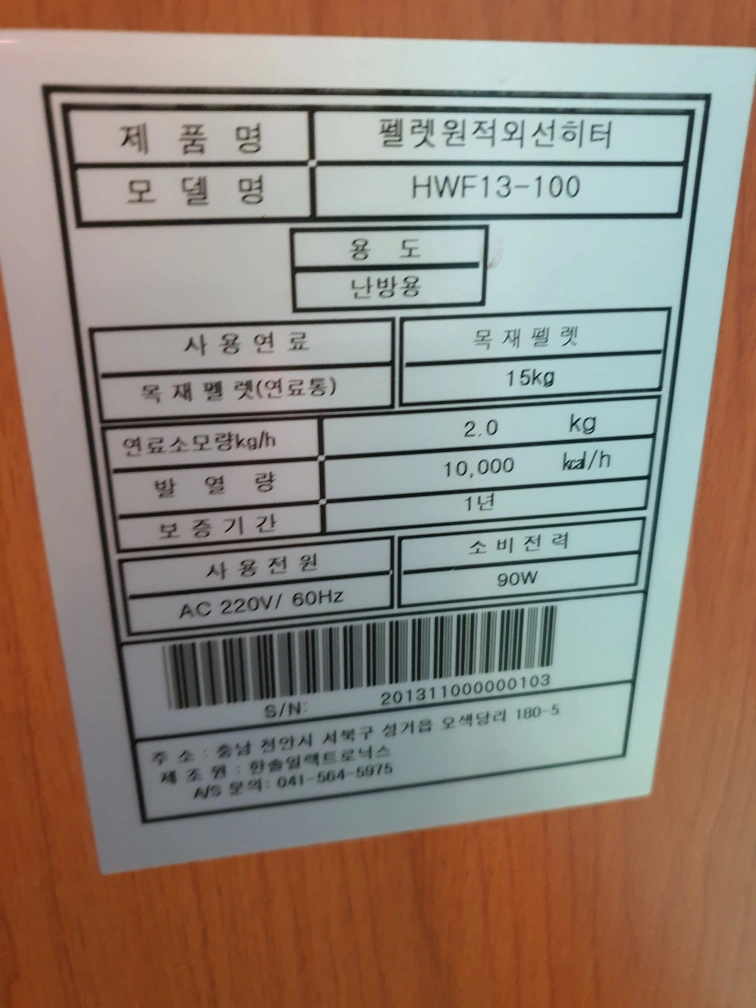 제 품 명 펠렛원적외선히터
모 델 명 HWF13-100
용 도
난방용
사 용 연 료 목 재 펠 렛
목 재 펠 렛(연료통) 15kg
연료소모량kg/h 2.0 kg
발 열 량 10,000 kcal/h
보 증 기 간 1년
사 용 전 원 소 비 전 력
AC 220V/ 60Hz 90W
S/N: 201311000000103
주 소 : 충남 천안시 서북구 성거읍 오색당리 180-5
제 조 원 : 한솔일렉트로닉스
A/S 문의: 041-564-5975